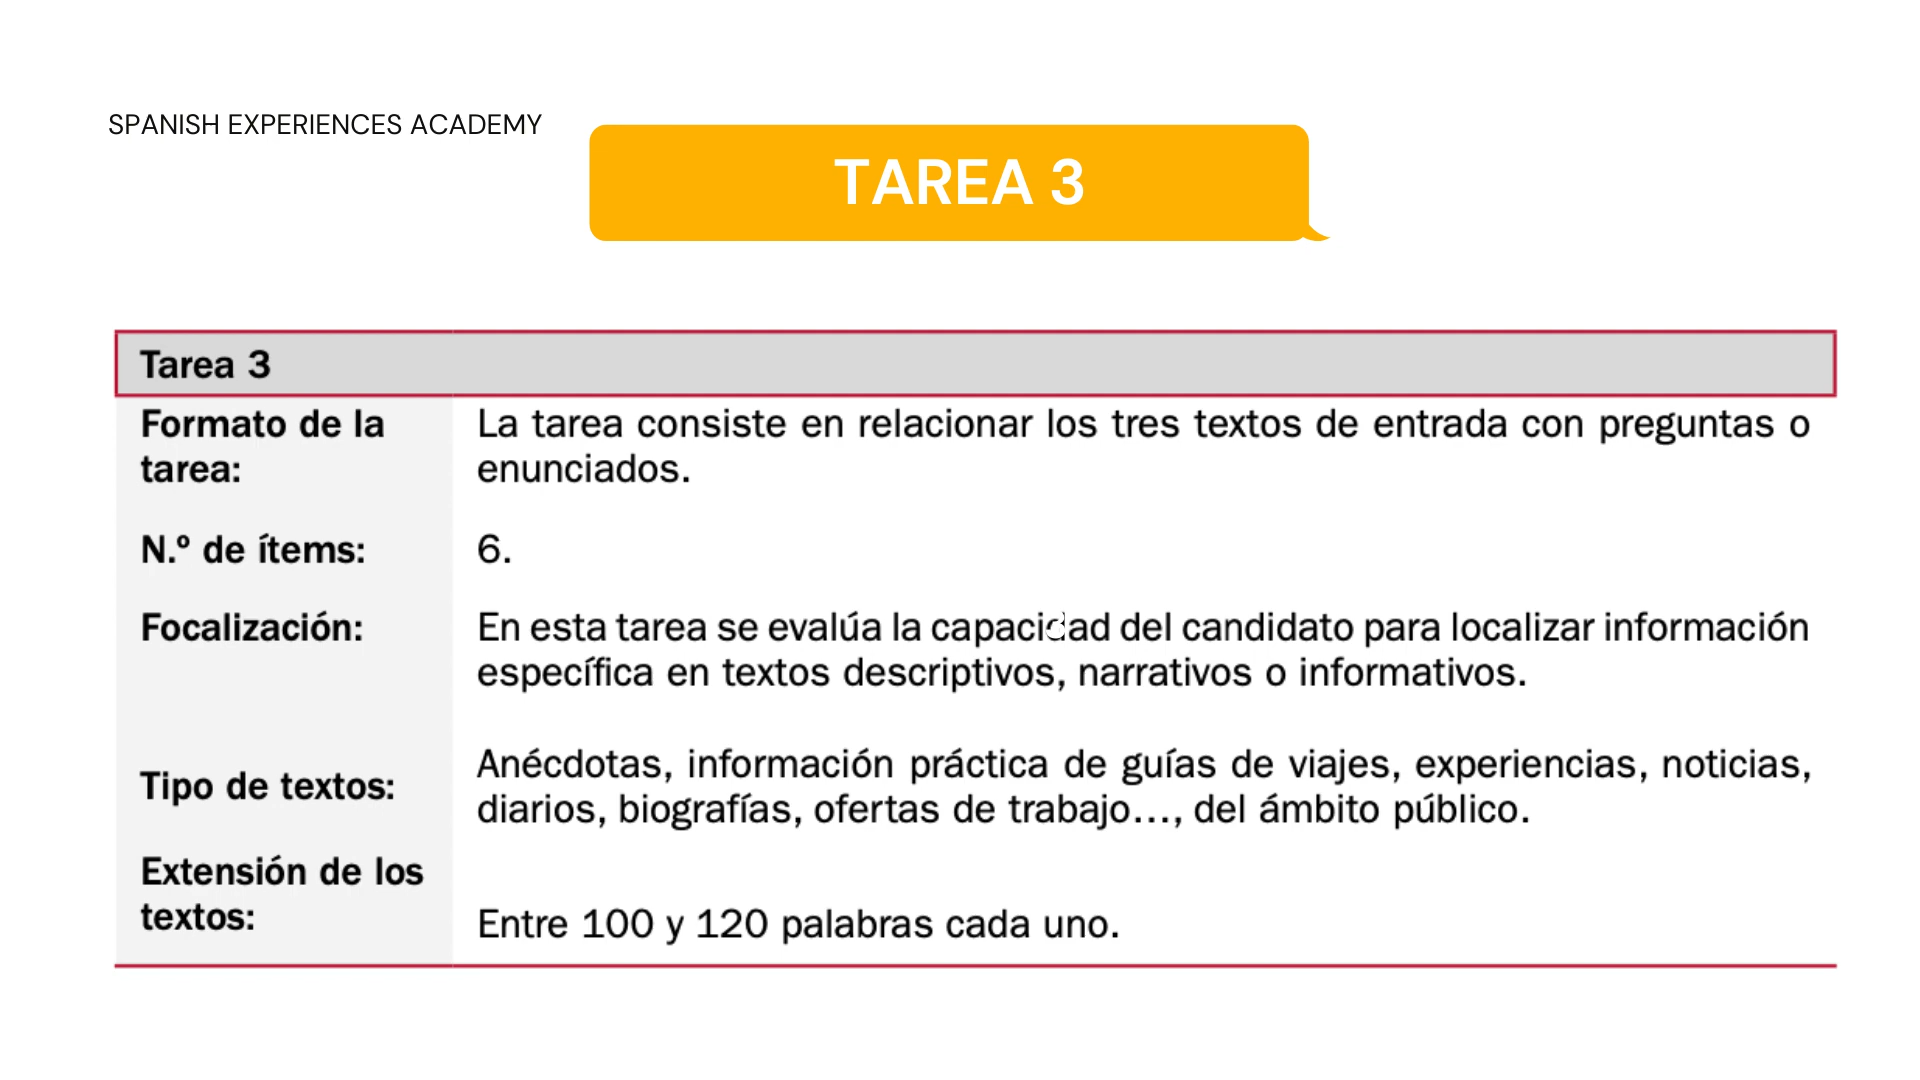 SPANISH EXPERIENCES ACADEMY
TAREA 3
Tarea 3
Formato de la
tarea:
La tarea consiste en relacionar los tres textos de entrada con preguntas o
enunciados.
N.º de ítems:
6.
Focalización:
En esta tarea se evalúa la capacidad del candidato para localizar información
específica en textos descriptivos, narrativos o informativos.
Tipo de textos:
Anécdotas, información práctica de guías de viajes, experiencias, noticias,
diarios, biografías, ofertas de trabajo..., del ámbito público.
Extensión de los
textos:
Entre 100 y 120 palabras cada uno.